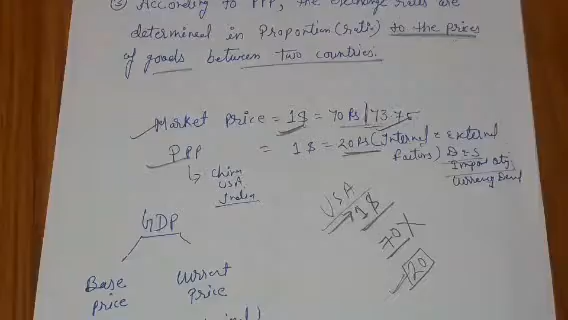 ③ According to PPP, the exchange rates are
determined in Proportion (ratio) to the prices
of goods between two countries.
Market Price = 1$ = 70 Rs/73.75
PPP = 1$ = 20 Rs (Internal & External
factors) D & S
Import
Currency
↳ China
USA
India
USA
1$
70 X
20
GDP
Base Current
Price Price